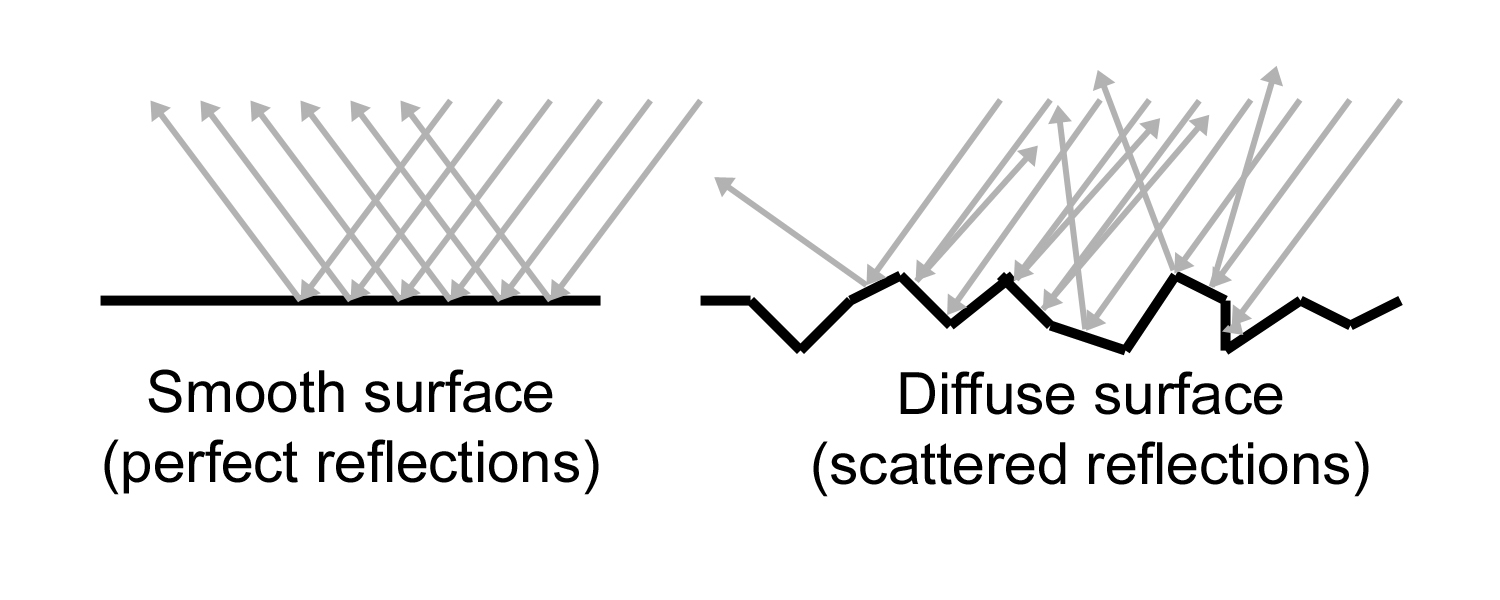 Smooth surface
(perfect reflections)
Diffuse surface
(scattered reflections)